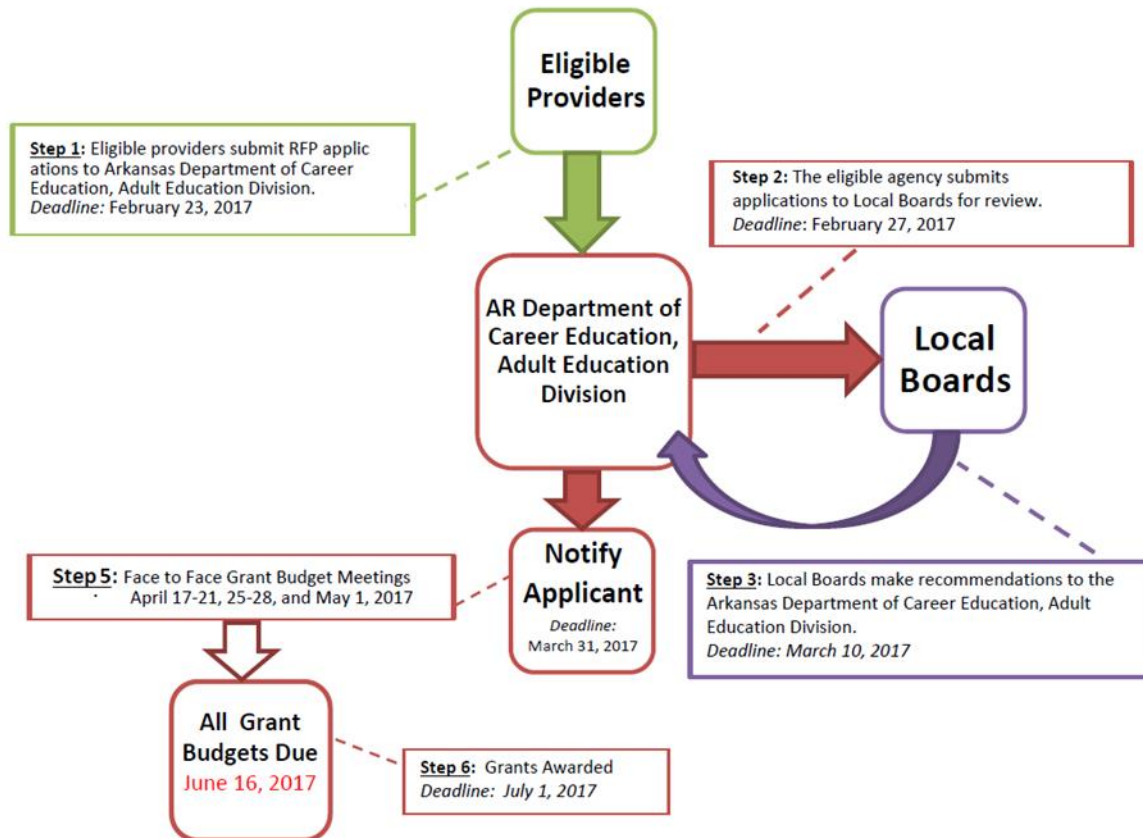 Eligible
Providers
Step 1: Eligible providers submit RFP applic
ations to Arkansas Department of Career
Education, Adult Education Division.
Deadline: February 23, 2017
Step 2: The eligible agency submits
applications to Local Boards for review.
Deadline: February 27, 2017
AR Department of
Career Education,
Adult Education
Division
Local
Boards
Notify
Applicant
Deadline:
March 31, 2017
Step 3: Local Boards make recommendations to the
Arkansas Department of Career Education, Adult
Education Division.
Deadline: March 10, 2017
Step 5: Face to Face Grant Budget Meetings
April 17-21, 25-28, and May 1, 2017
All Grant
Budgets Due
June 16, 2017
Step 6: Grants Awarded
Deadline: July 1, 2017